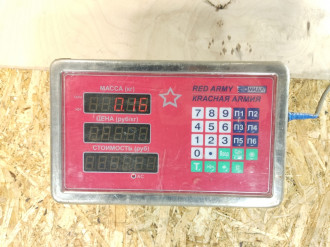 МАССА (кг)
0.16
ЦЕНА (руб/кг)
СТОИМОСТЬ (руб)
RED ARMY
КРАСНАЯ АРМИЯ
7 8 9 П1 П2
4 5 6 П3 П4
1 2 3 П5 П6
0